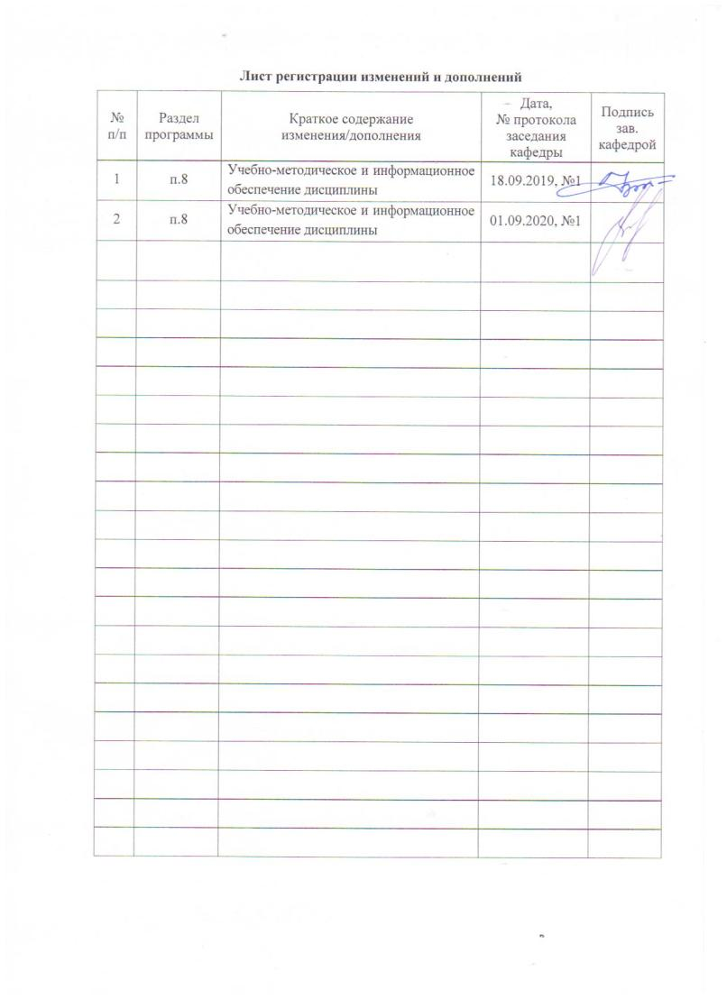 Лист регистрации изменений и дополнений
№ п/п
Раздел программы
Краткое содержание изменения/дополнения
Дата, № протокола заседания кафедры
Подпись зав. кафедрой
1
п.8
Учебно-методическое и информационное
обеспечение дисциплины
18.09.2019, №1
2
п.8
Учебно-методическое и информационное
обеспечение дисциплины
01.09.2020, №1